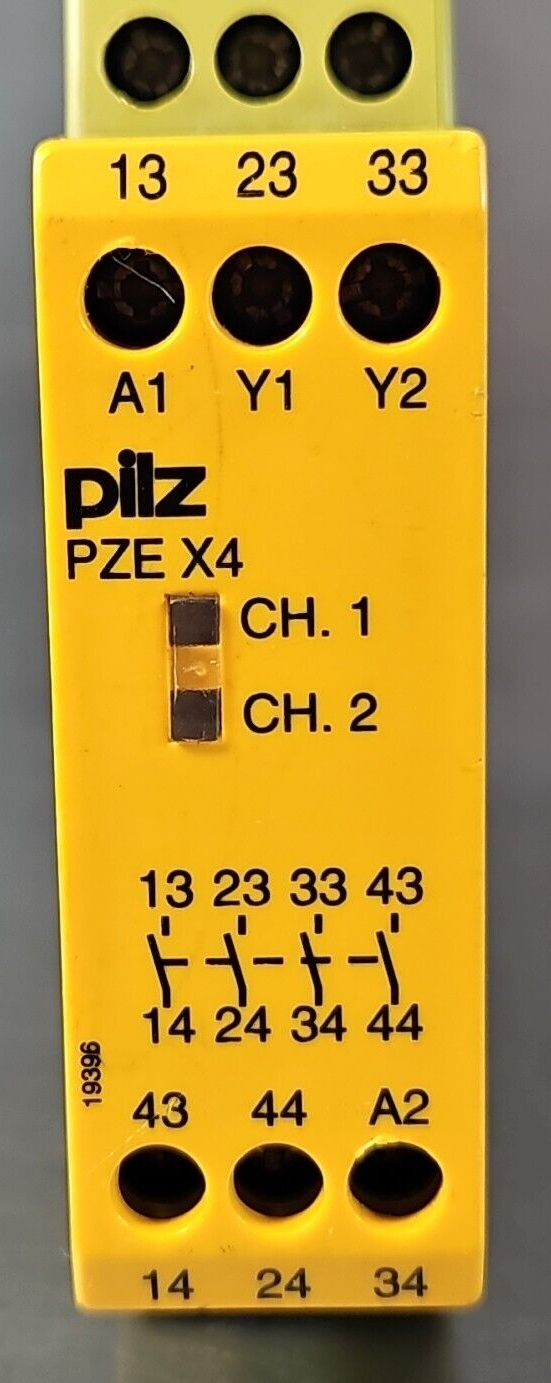 13 23 33
A1 Y1 Y2
pilz
PZE X4
CH. 1
CH. 2
13 23 33 43
14 24 34 44
19396
43 44 A2
14 24 34